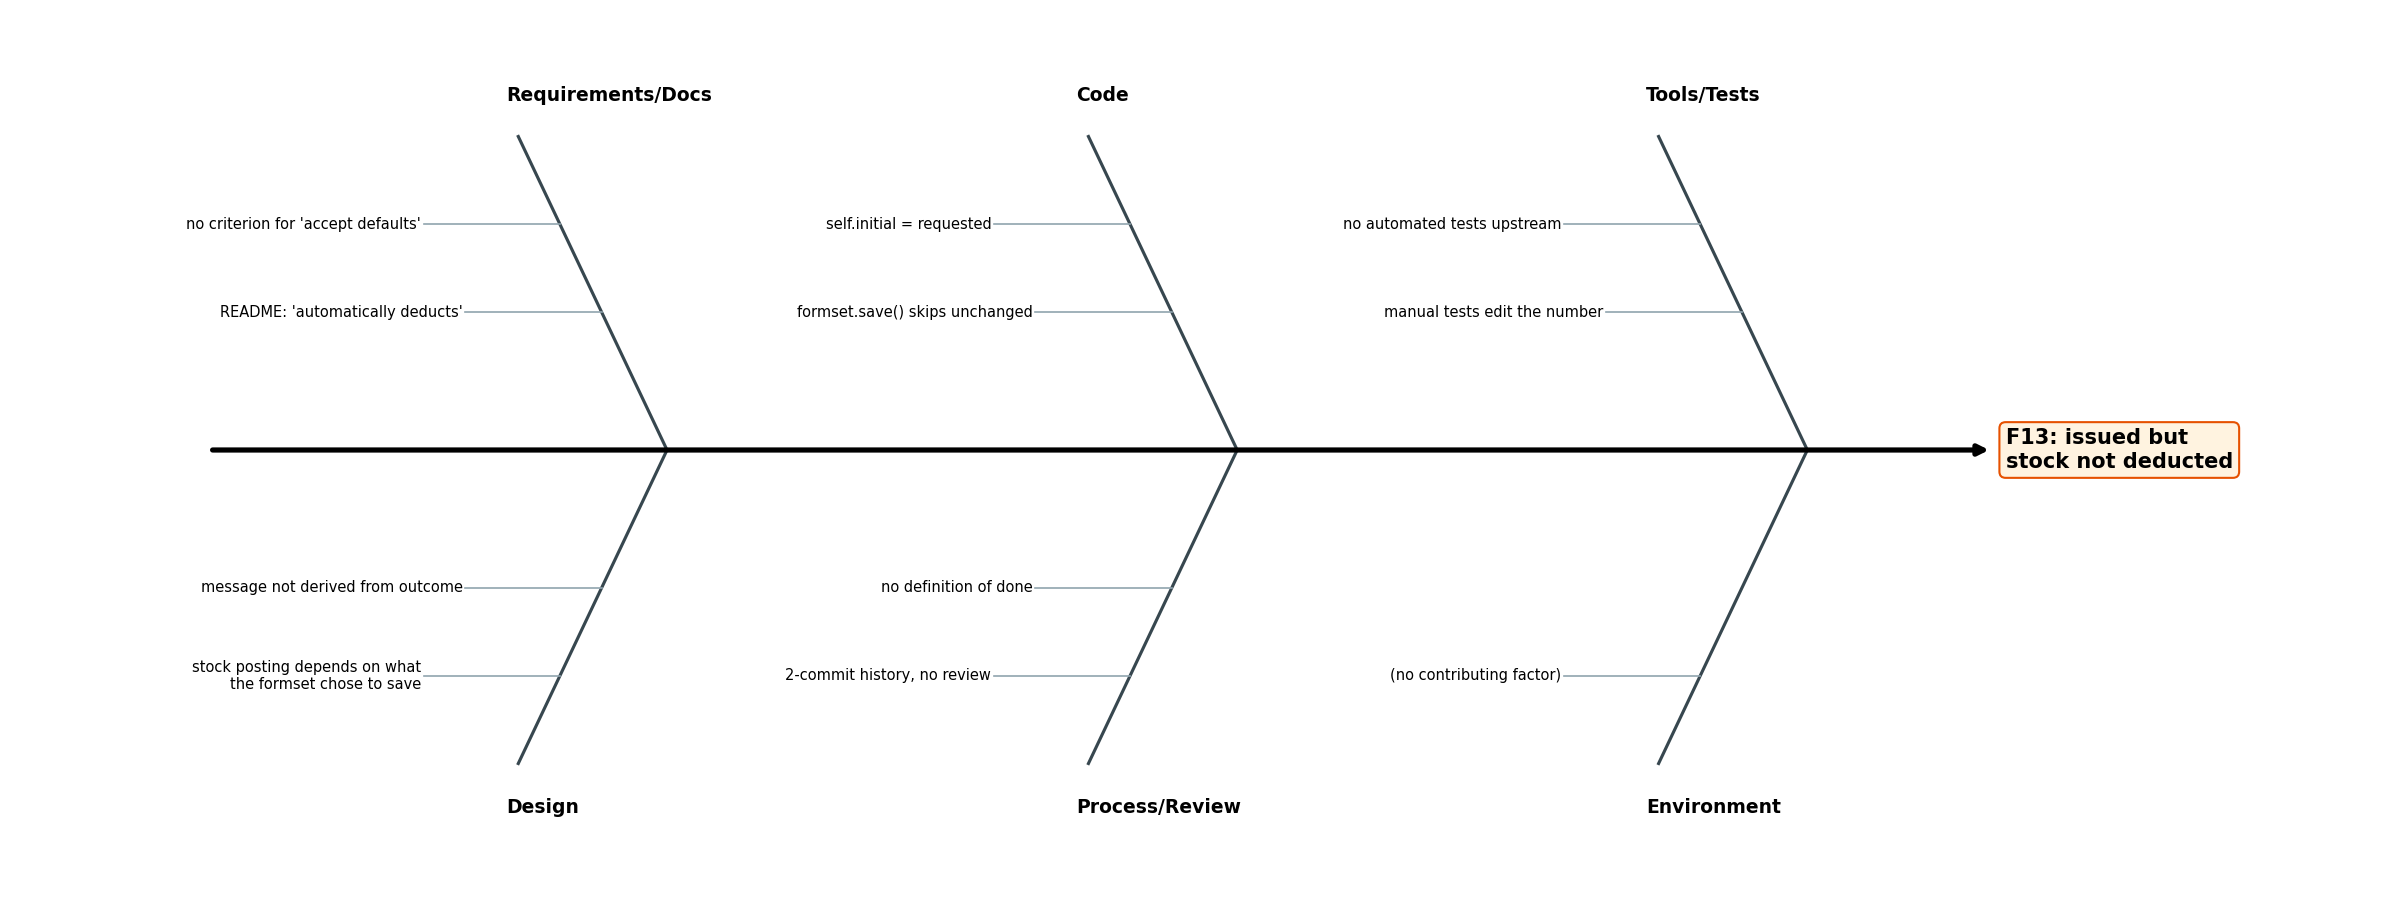 Requirements/Docs
Code
Tools/Tests
no criterion for 'accept defaults'
self.initial = requested
no automated tests upstream
README: 'automatically deducts'
formset.save() skips unchanged
manual tests edit the number
F13: issued but
stock not deducted
message not derived from outcome
no definition of done
stock posting depends on what
the formset chose to save
2-commit history, no review
(no contributing factor)
Design
Process/Review
Environment